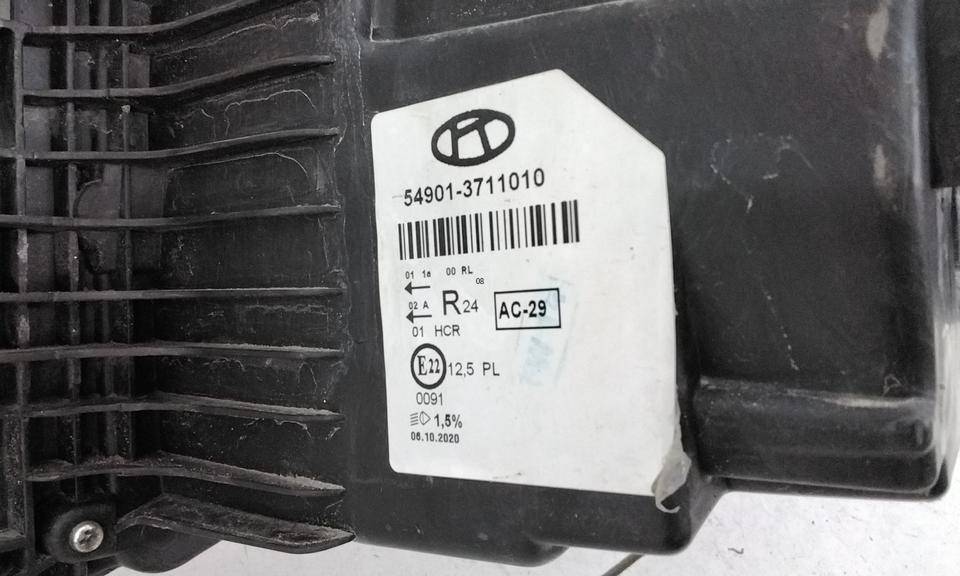 54901-3711010
01 1a 00 RL
08
02 A R24 AC-29
01 HCR
E22 12,5 PL
0091
1,5%
06.10.2020